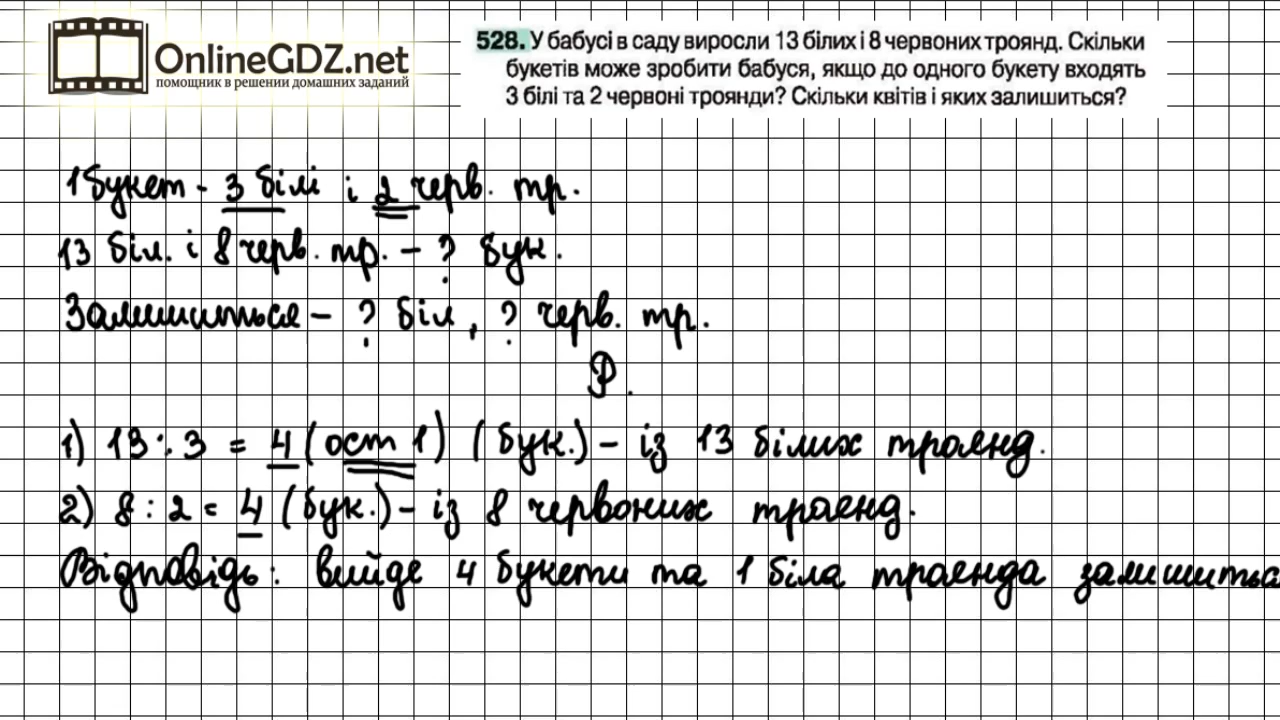 OnlineGDZ.net
помощник в решении домашних заданий
528. У бабусі в саду виросли 13 білих і 8 червоних троянд. Скільки
букетів може зробити бабуся, якщо до одного букету входять
3 білі та 2 червоні троянди? Скільки квітів і яких залишиться?
1 букет - 3 білі і 2 черв. тр.
13 біл. і 8 черв. тр. - ? бук.
Залишиться - ? біл, ? черв. тр.
Р.
1) 13 : 3 = 4 (ост 1) (бук.) - із 13 білих троянд.
2) 8 : 2 = 4 (бук.) - із 8 червоних троянд.
Відповідь: вийде 4 букети та 1 біла троянда залишиться